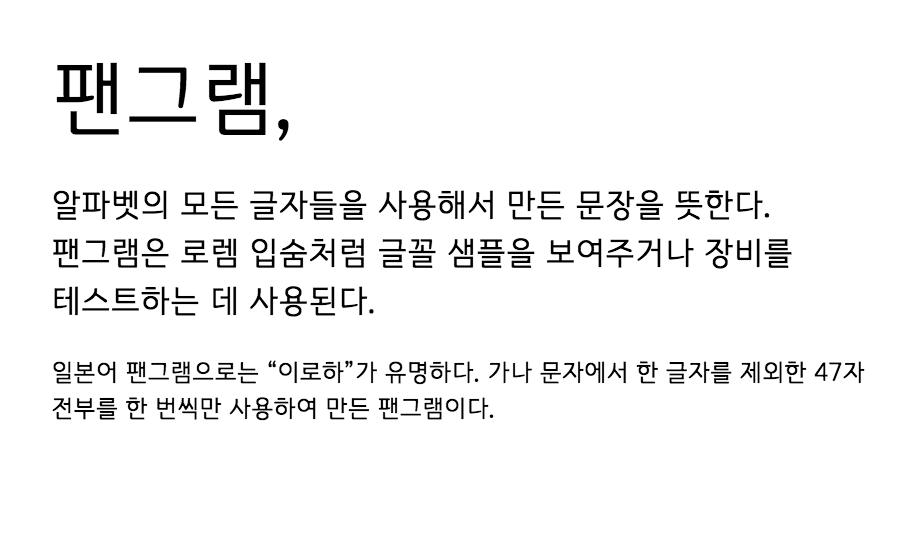 팬그램,
알파벳의 모든 글자들을 사용해서 만든 문장을 뜻한다.
팬그램은 로렘 입숨처럼 글꼴 샘플을 보여주거나 장비를
테스트하는 데 사용된다.
일본어 팬그램으로는 “이로하”가 유명하다. 가나 문자에서 한 글자를 제외한 47자
전부를 한 번씩만 사용하여 만든 팬그램이다.